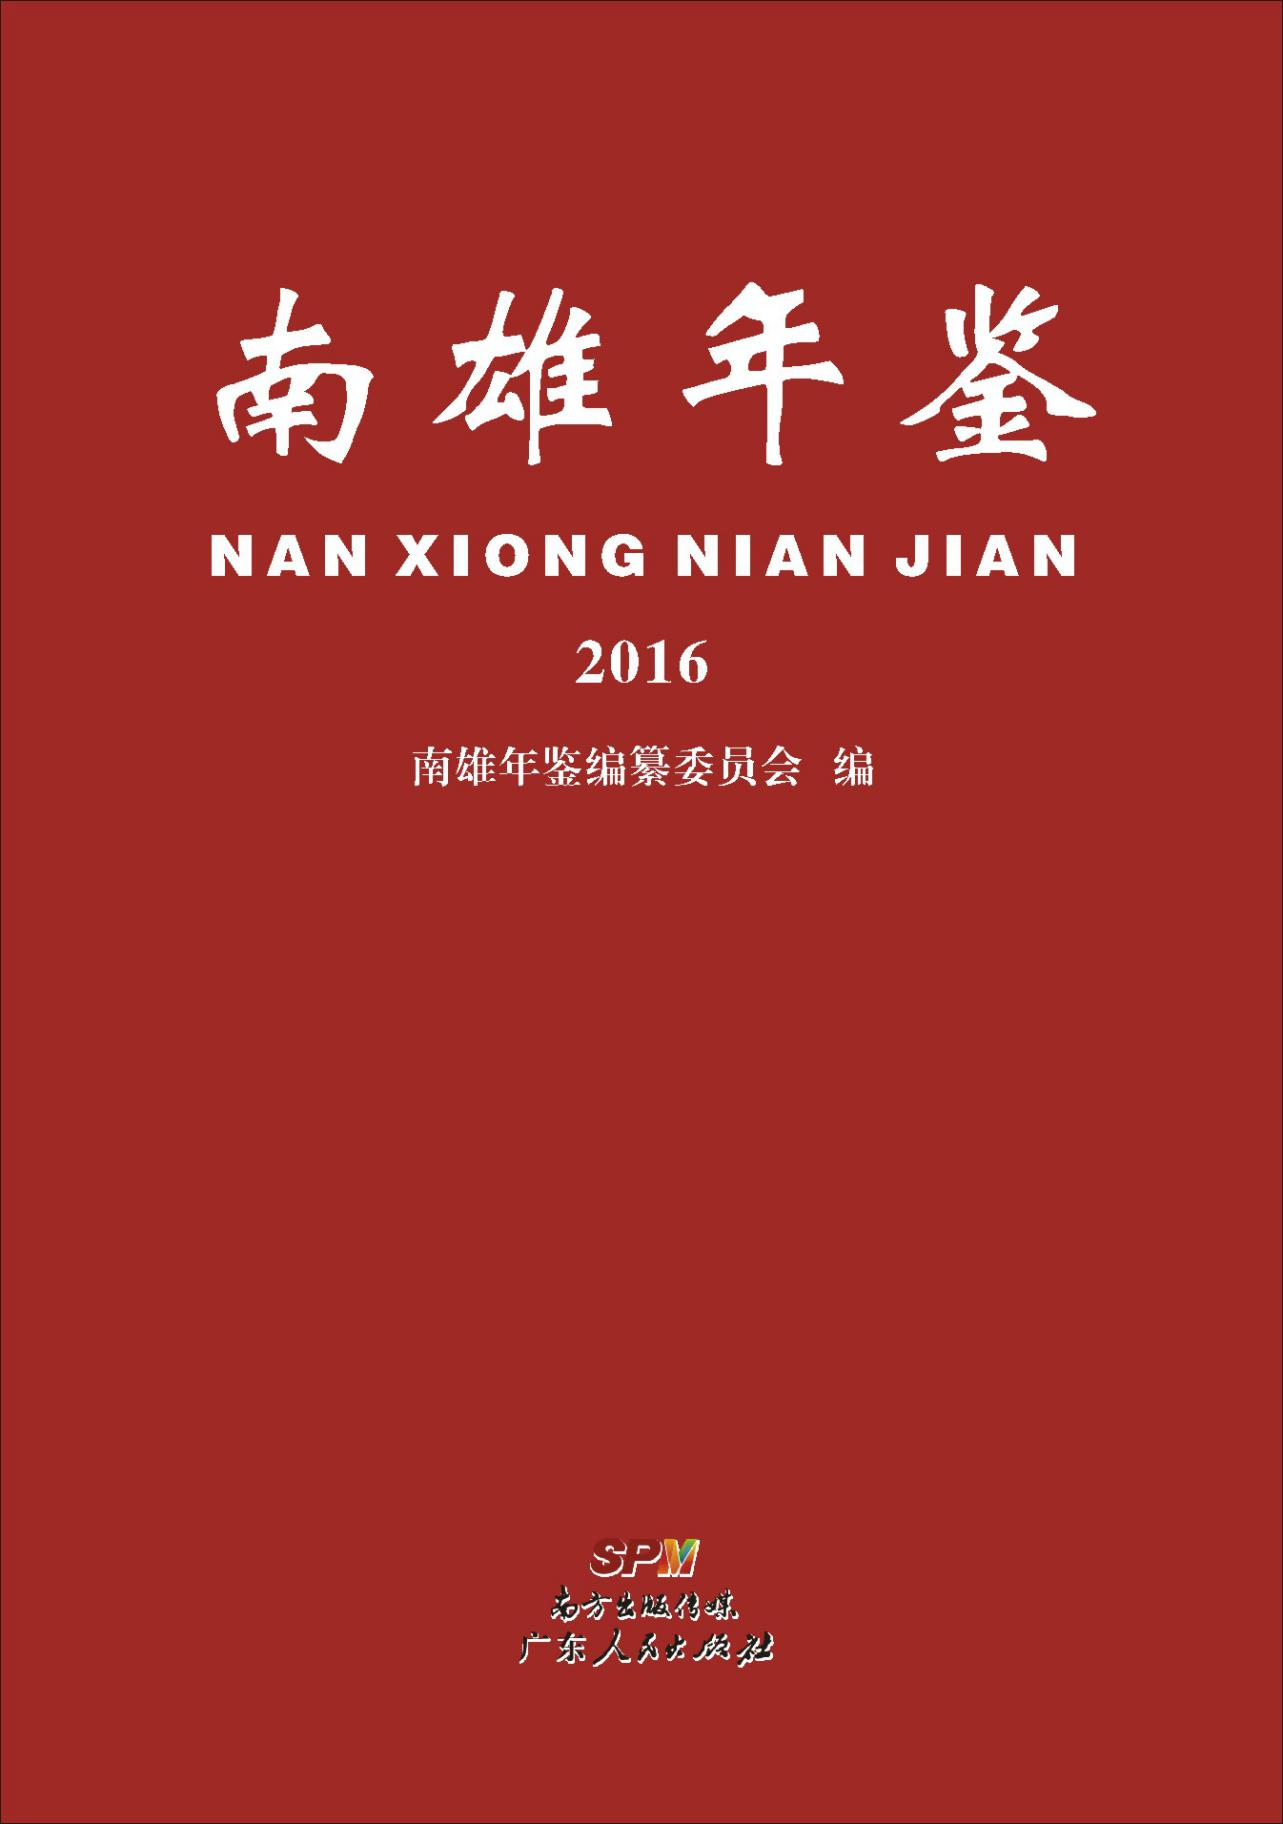 南雄年鉴
NAN XIONG NIAN JIAN
2016
南雄年鉴编纂委员会 编
SPM
南方出版传媒
广东人民出版社